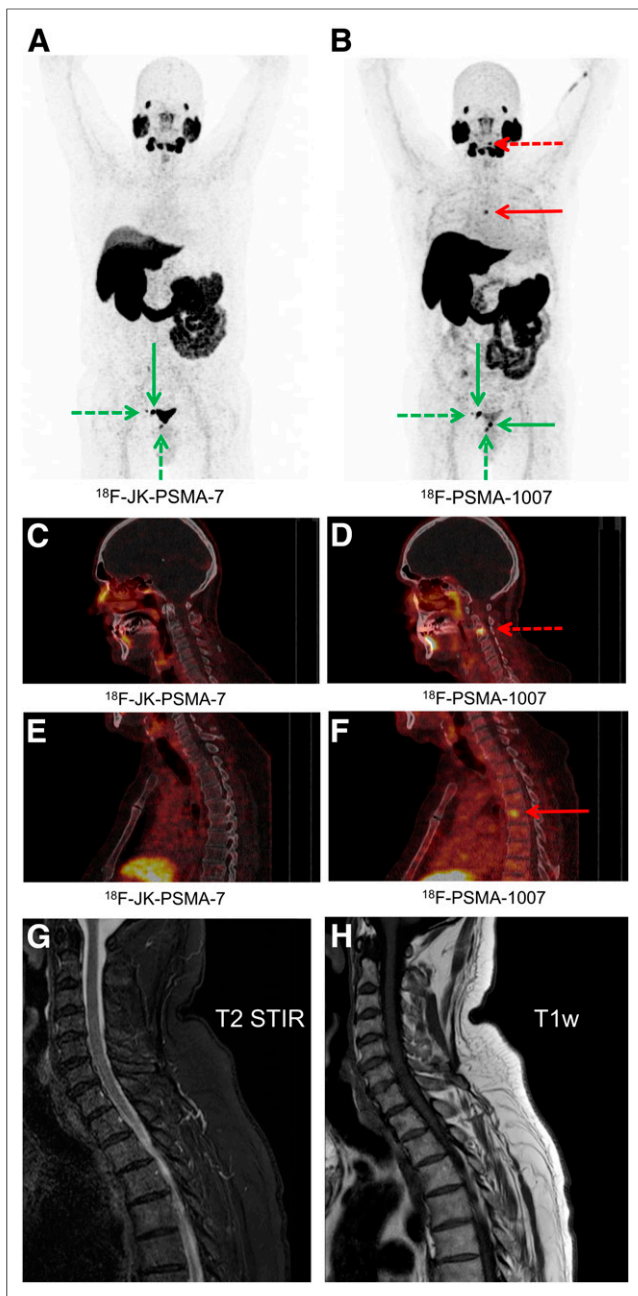 A
B
¹⁸F-JK-PSMA-7
¹⁸F-PSMA-1007
C
D
¹⁸F-JK-PSMA-7
¹⁸F-PSMA-1007
E
F
¹⁸F-JK-PSMA-7
¹⁸F-PSMA-1007
G
H
T2 STIR
T1w